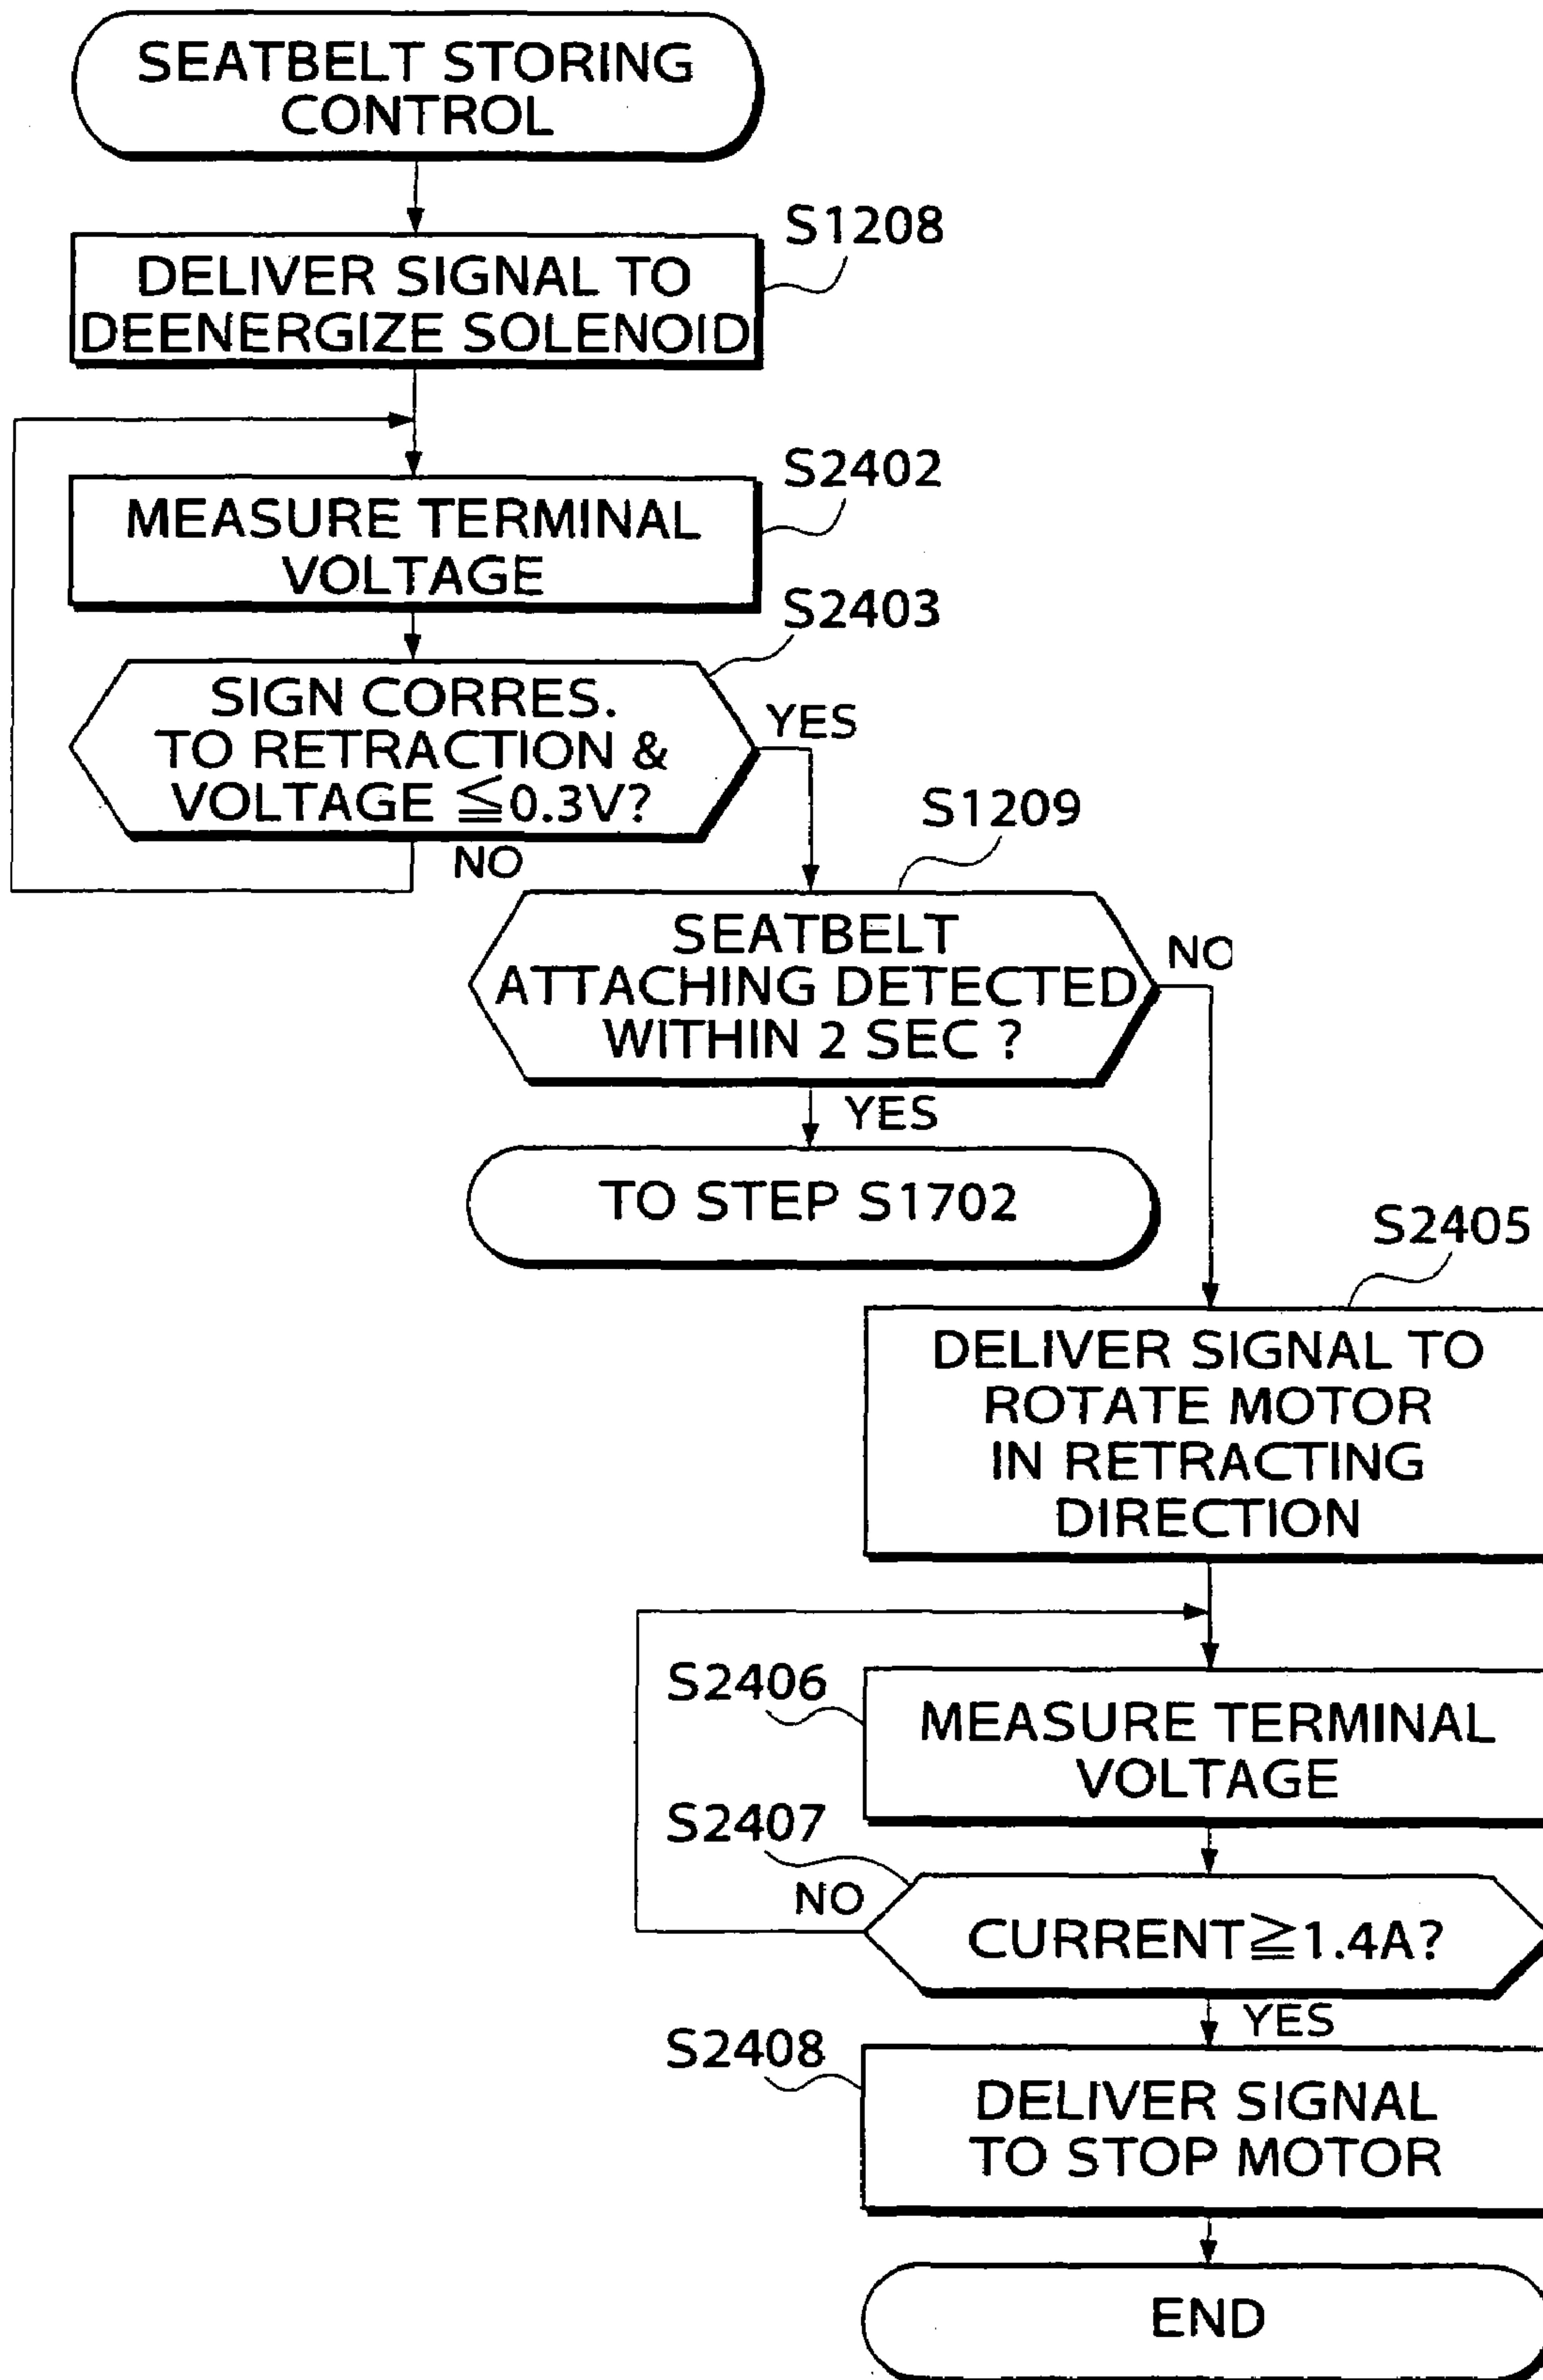 SEATBELT STORING
CONTROL
S1208
DELIVER SIGNAL TO
DEENERGIZE SOLENOID
S2402
MEASURE TERMINAL
VOLTAGE
S2403
SIGN CORRES.
TO RETRACTION &
VOLTAGE ≦0.3V?
YES
NO
S1209
SEATBELT
ATTACHING DETECTED
WITHIN 2 SEC ?
NO
YES
TO STEP S1702
S2405
DELIVER SIGNAL TO
ROTATE MOTOR
IN RETRACTING
DIRECTION
S2406
MEASURE TERMINAL
VOLTAGE
S2407
NO
CURRENT≧1.4A?
YES
S2408
DELIVER SIGNAL
TO STOP MOTOR
END